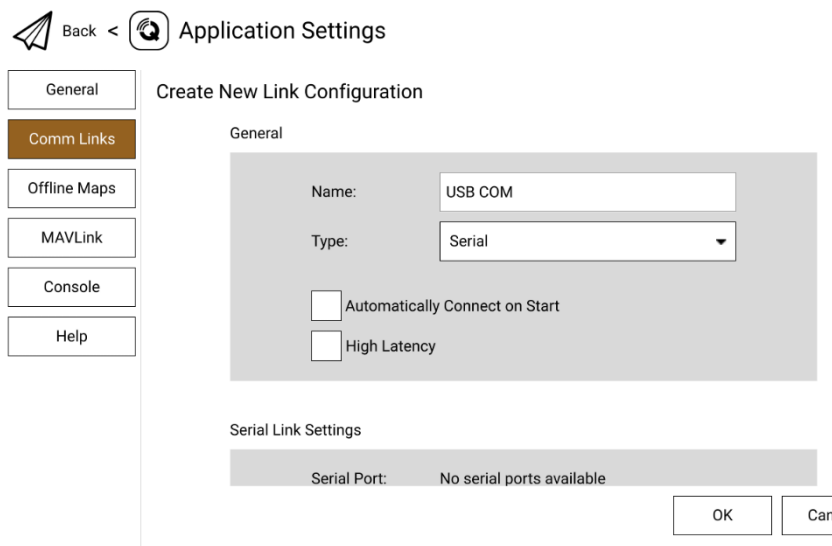 Back < Application Settings
General
Comm Links
Offline Maps
MAVLink
Console
Help
Create New Link Configuration
General
Name: USB COM
Type: Serial
Automatically Connect on Start
High Latency
Serial Link Settings
Serial Port: No serial ports available
OK